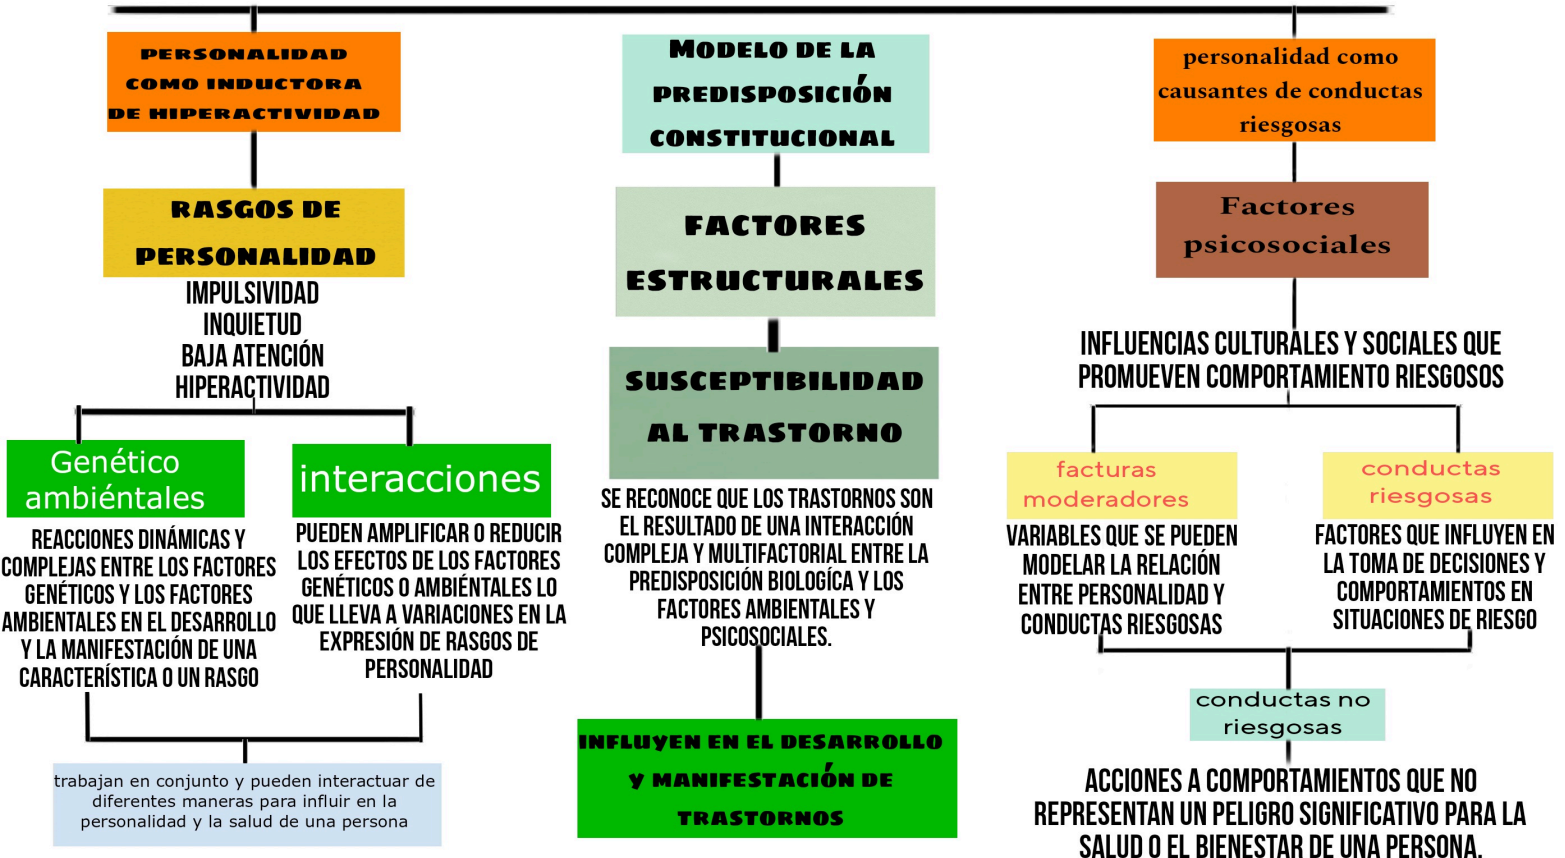 PERSONALIDAD
COMO INDUCTORA
DE HIPERACTIVIDAD
RASGOS DE
PERSONALIDAD
IMPULSIVIDAD
INQUIETUD
BAJA ATENCIÓN
HIPERACTIVIDAD
Genético
ambiéntales
REACCIONES DINÁMICAS Y
COMPLEJAS ENTRE LOS FACTORES
GENÉTICOS Y LOS FACTORES
AMBIENTALES EN EL DESARROLLO
Y LA MANIFESTACIÓN DE UNA
CARACTERÍSTICA O UN RASGO
interacciones
PUEDEN AMPLIFICAR O REDUCIR
LOS EFECTOS DE LOS FACTORES
GENÉTICOS O AMBIÉNTALES LO
QUE LLEVA A VARIACIONES EN LA
EXPRESIÓN DE RASGOS DE
PERSONALIDAD
trabajan en conjunto y pueden interactuar de
diferentes maneras para influir en la
personalidad y la salud de una persona
MODELO DE LA
PREDISPOSICIÓN
CONSTITUCIONAL
FACTORES
ESTRUCTURALES
SUSCEPTIBILIDAD
AL TRASTORNO
SE RECONOCE QUE LOS TRASTORNOS SON
EL RESULTADO DE UNA INTERACCIÓN
COMPLEJA Y MULTIFACTORIAL ENTRE LA
PREDISPOSICIÓN BIOLOGÍCA Y LOS
FACTORES AMBIENTALES Y
PSICOSOCIALES.
INFLUYEN EN EL DESARROLLO
Y MANIFESTACIÓN DE
TRASTORNOS
personalidad como
causantes de conductas
riesgosas
Factores
psicosociales
INFLUENCIAS CULTURALES Y SOCIALES QUE
PROMUEVEN COMPORTAMIENTO RIESGOSOS
facturas
moderadores
VARIABLES QUE SE PUEDEN
MODELAR LA RELACIÓN
ENTRE PERSONALIDAD Y
CONDUCTAS RIESGOSAS
conductas
riesgosas
FACTORES QUE INFLUYEN EN
LA TOMA DE DECISIONES Y
COMPORTAMIENTOS EN
SITUACIONES DE RIESGO
conductas no
riesgosas
ACCIONES A COMPORTAMIENTOS QUE NO
REPRESENTAN UN PELIGRO SIGNIFICATIVO PARA LA
SALUD O EL BIENESTAR DE UNA PERSONA.